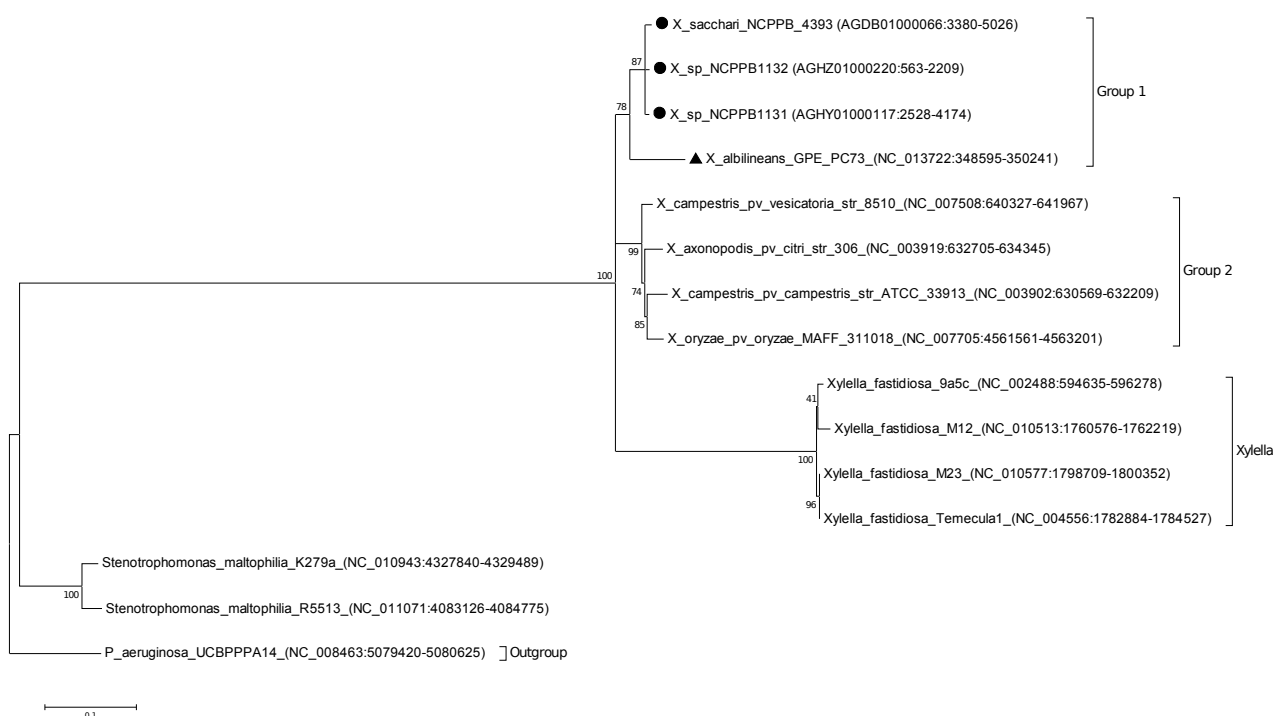 X_sacchari_NCPPB_4393 (AGDB01000066:3380-5026)
87
X_sp_NCPPB1132 (AGHZ01000220:563-2209)
Group 1
78
X_sp_NCPPB1131 (AGHY01000117:2528-4174)
X_albilineans_GPE_PC73_(NC_013722:348595-350241)
X_campestris_pv_vesicatoria_str_8510_(NC_007508:640327-641967)
99
X_axonopodis_pv_citri_str_306_(NC_003919:632705-634345)
Group 2
100
74
X_campestris_pv_campestris_str_ATCC_33913_(NC_003902:630569-632209)
85
X_oryzae_pv_oryzae_MAFF_311018_(NC_007705:4561561-4563201)
Xylella_fastidiosa_9a5c_(NC_002488:594635-596278)
41
Xylella_fastidiosa_M12_(NC_010513:1760576-1762219)
Xylella
100
Xylella_fastidiosa_M23_(NC_010577:1798709-1800352)
96
Xylella_fastidiosa_Temecula1_(NC_004556:1782884-1784527)
Stenotrophomonas_maltophilia_K279a_(NC_010943:4327840-4329489)
100
Stenotrophomonas_maltophilia_R5513_(NC_011071:4083126-4084775)
P_aeruginosa_UCBPPPA14_(NC_008463:5079420-5080625) Outgroup
0.1